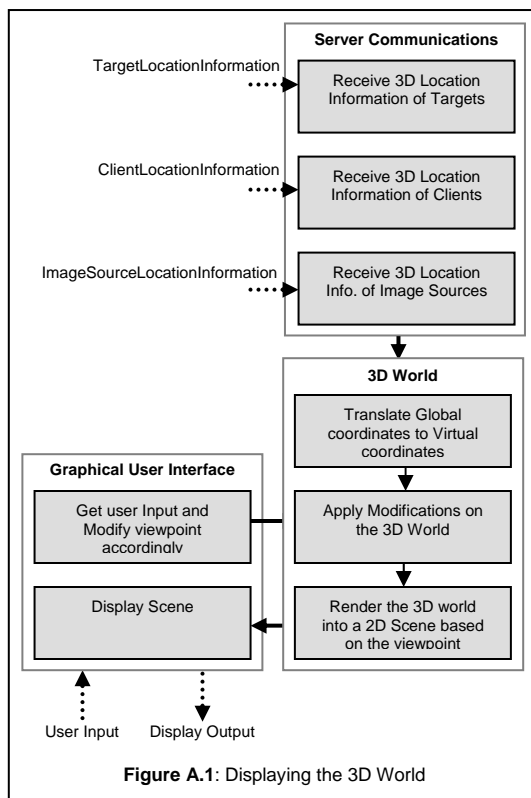 Server Communications
TargetLocationInformation
Receive 3D Location
Information of Targets
ClientLocationInformation
Receive 3D Location
Information of Clients
ImageSourceLocationInformation
Receive 3D Location
Info. of Image Sources
3D World
Translate Global
coordinates to Virtual
coordinates
Graphical User Interface
Get user Input and
Modify viewpoint
accordingly
Apply Modifications on
the 3D World
Display Scene
Render the 3D world
into a 2D Scene based
on the viewpoint
User Input
Display Output
Figure A.1: Displaying the 3D World